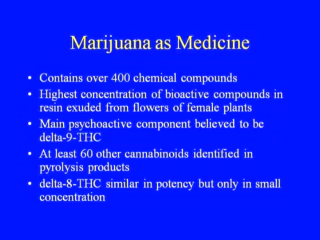 Marijuana as Medicine
• Contains over 400 chemical compounds
• Highest concentration of bioactive compounds in
resin exuded from flowers of female plants
• Main psychoactive component believed to be
delta-9-THC
• At least 60 other cannabinoids identified in
pyrolysis products
• delta-8-THC similar in potency but only in small
concentration